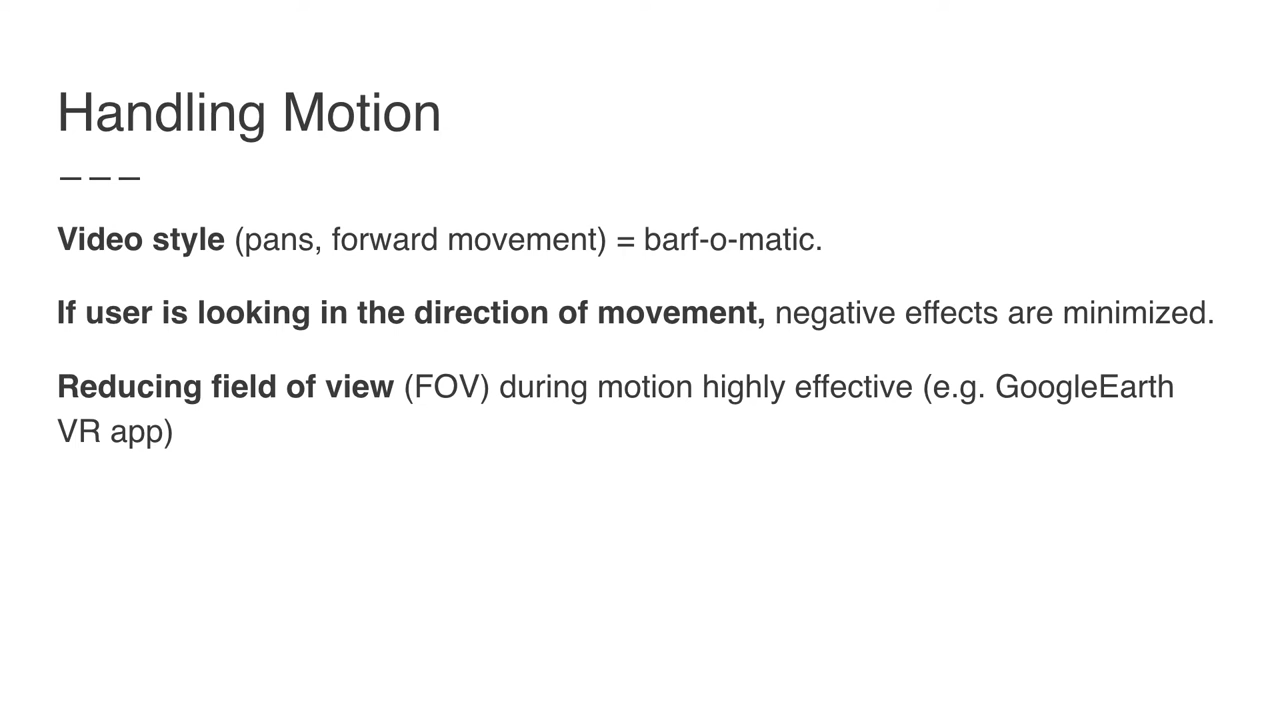 Handling Motion
———
Video style (pans, forward movement) = barf-o-matic.
If user is looking in the direction of movement, negative effects are minimized.
Reducing field of view (FOV) during motion highly effective (e.g. GoogleEarth
VR app)